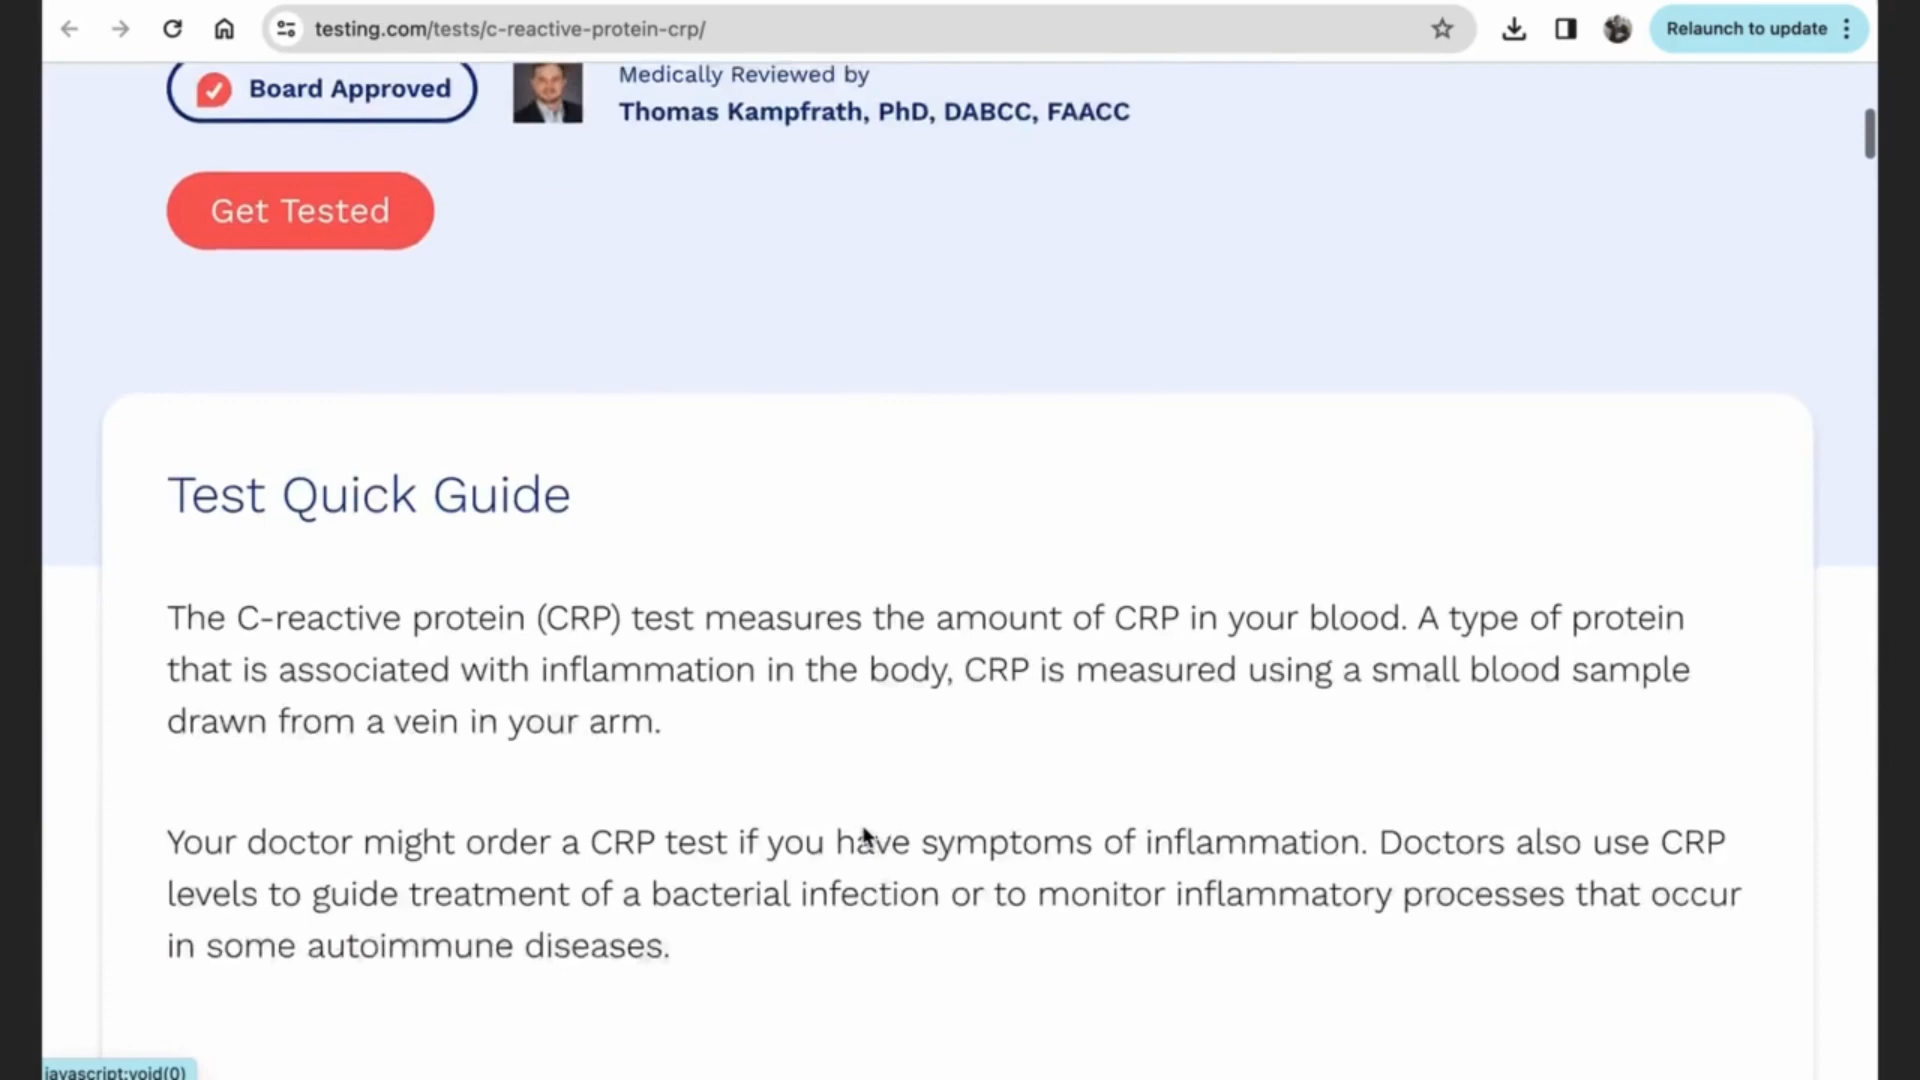 testing.com/tests/c-reactive-protein-crp/
Relaunch to update
Board Approved
Medically Reviewed by
Thomas Kampfrath, PhD, DABCC, FAACC
Get Tested
Test Quick Guide
The C-reactive protein (CRP) test measures the amount of CRP in your blood. A type of protein
that is associated with inflammation in the body, CRP is measured using a small blood sample
drawn from a vein in your arm.
Your doctor might order a CRP test if you have symptoms of inflammation. Doctors also use CRP
levels to guide treatment of a bacterial infection or to monitor inflammatory processes that occur
in some autoimmune diseases.
javascript:void(0)